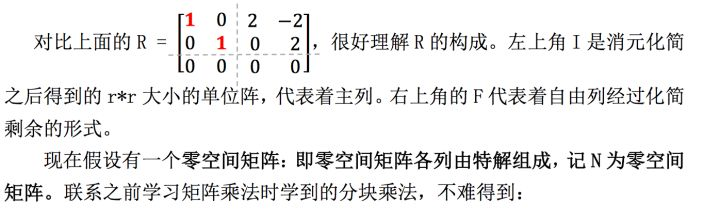 对比上面的 R = [1 0 2 −2
0 1 0 2
0 0 0 0]，很好理解 R 的构成。左上角 I 是消元化简
之后得到的 r*r 大小的单位阵，代表着主列。右上角的 F 代表着自由列经过化简
剩余的形式。
现在假设有一个零空间矩阵：即零空间矩阵各列由特解组成，记 N 为零空间
矩阵。联系之前学习矩阵乘法时学到的分块乘法，不难得到：